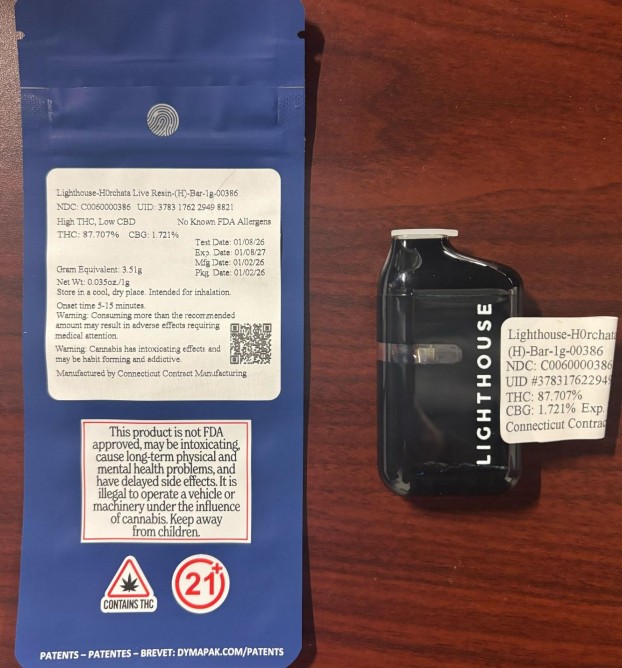 Lighthouse-H0rchata Live Resin-(H)-Bar-1g-00386
NDC: C0060000386 UID: 3783 1762 2949 8821
High THC, Low CBD No Known FDA Allergens
THC: 87.707% CBG: 1.721%
Test Date: 01/08/26
Exp. Date: 01/08/27
Mfg Date: 01/02/26
Pkg Date: 01/02/26
Gram Equivalent: 3.51g
Net Wt: 0.035oz./1g
Store in a cool, dry place. Intended for inhalation.
Onset time 5-15 minutes.
Warning: Consuming more than the recommended
amount may result in adverse effects requiring
medical attention.
Warning: Cannabis has intoxicating effects and
may be habit forming and addictive.
Manufactured by Connecticut Contract Manufacturing
This product is not FDA
approved, may be intoxicating,
cause long-term physical and
mental health problems, and
have delayed side effects. It is
illegal to operate a vehicle or
machinery under the influence
of cannabis. Keep away
from children.
CONTAINS THC
21+
PATENTS – PATENTES – BREVET: DYMAPAK.COM/PATENTS
LIGHTHOUSE
Lighthouse-H0rchata
(H)-Bar-1g-00386
NDC: C0060000386
UID #37831762294
THC: 87.707%
CBG: 1.721% Exp.
Connecticut Contra